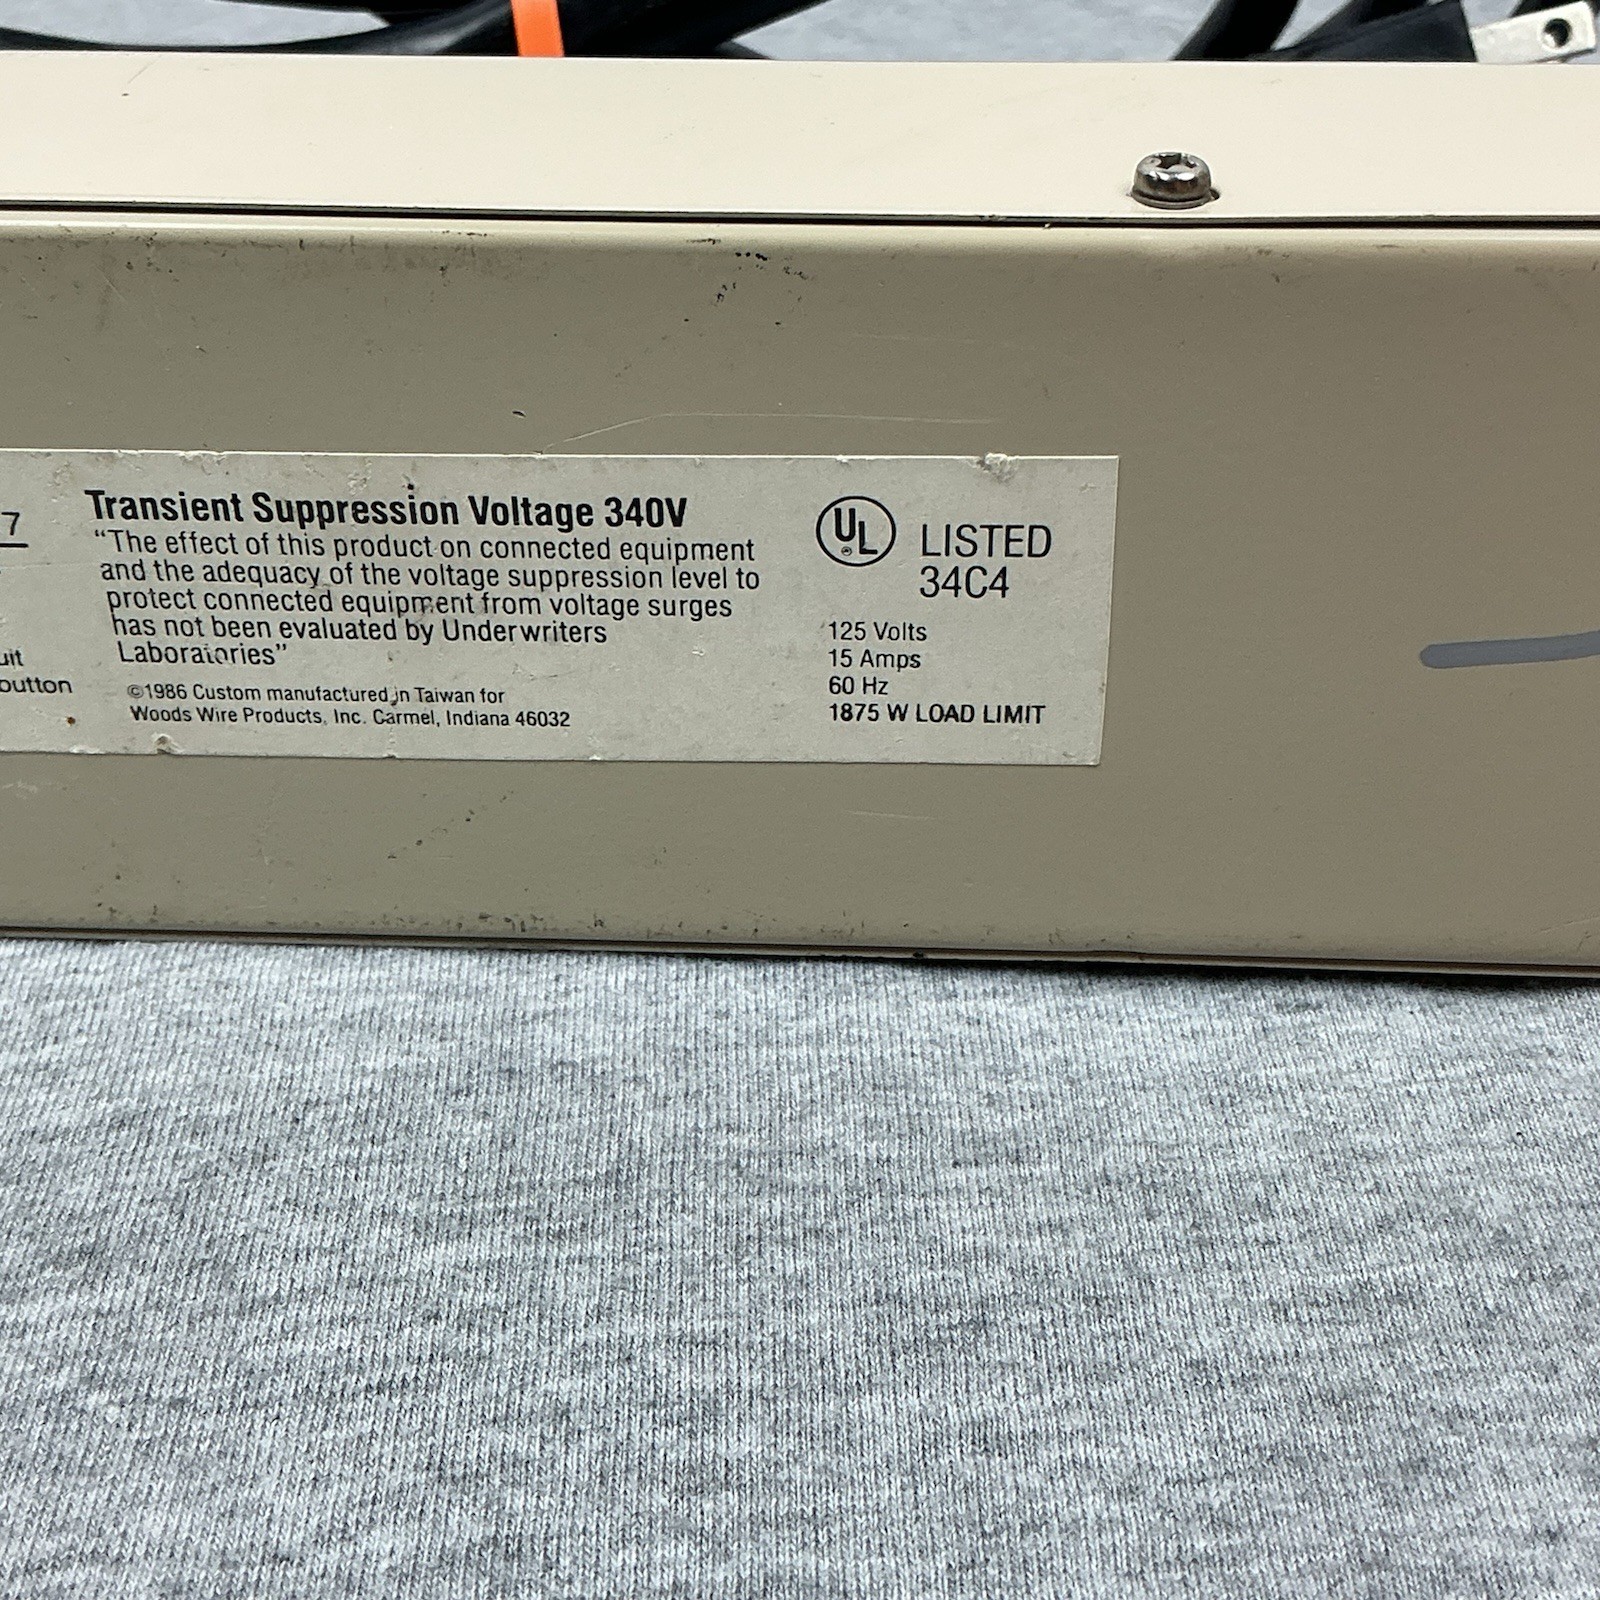 7
Transient Suppression Voltage 340V
“The effect of this product on connected equipment
and the adequacy of the voltage suppression level to
protect connected equipment from voltage surges
has not been evaluated by Underwriters
Laboratories”
uit
button
©1986 Custom manufactured in Taiwan for
Woods Wire Products, Inc. Carmel, Indiana 46032
UL
®
LISTED
34C4
125 Volts
15 Amps
60 Hz
1875 W LOAD LIMIT